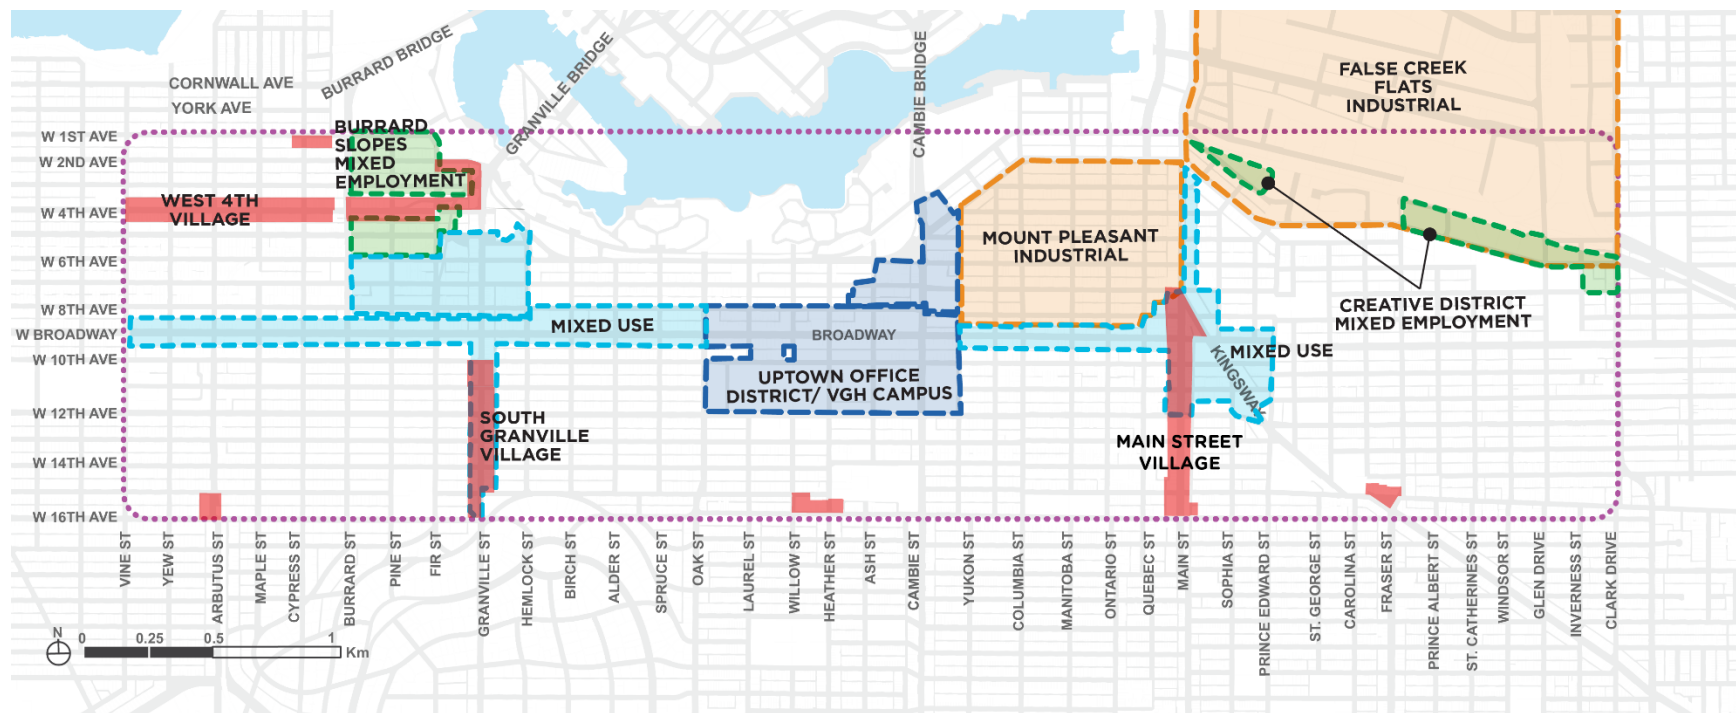 CORNWALL AVE
YORK AVE
BURRARD BRIDGE
GRANVILLE BRIDGE
CAMBIE BRIDGE
FALSE CREEK
FLATS
INDUSTRIAL
W 1ST AVE
W 2ND AVE
W 4TH AVE
W 6TH AVE
W 8TH AVE
W BROADWAY
W 10TH AVE
W 12TH AVE
W 14TH AVE
W 16TH AVE
BURRARD
SLOPES
MIXED
EMPLOYMENT
WEST 4TH
VILLAGE
MOUNT PLEASANT
INDUSTRIAL
CREATIVE DISTRICT
MIXED EMPLOYMENT
MIXED USE
BROADWAY
MIXED USE
KINGSWAY
UPTOWN OFFICE
DISTRICT/ VGH CAMPUS
SOUTH
GRANVILLE
VILLAGE
MAIN STREET
VILLAGE
VINE ST
YEW ST
ARBUTUS ST
MAPLE ST
CYPRESS ST
BURRARD ST
PINE ST
FIR ST
GRANVILLE ST
HEMLOCK ST
BIRCH ST
ALDER ST
SPRUCE ST
OAK ST
LAUREL ST
WILLOW ST
HEATHER ST
ASH ST
CAMBIE ST
YUKON ST
COLUMBIA ST
MANITOBA ST
ONTARIO ST
QUEBEC ST
MAIN ST
SOPHIA ST
PRINCE EDWARD ST
ST. GEORGE ST
CAROLINA ST
FRASER ST
PRINCE ALBERT ST
ST. CATHERINES ST
WINDSOR ST
GLEN DRIVE
INVERNESS ST
CLARK DRIVE
N
0 0.25 0.5 1
Km